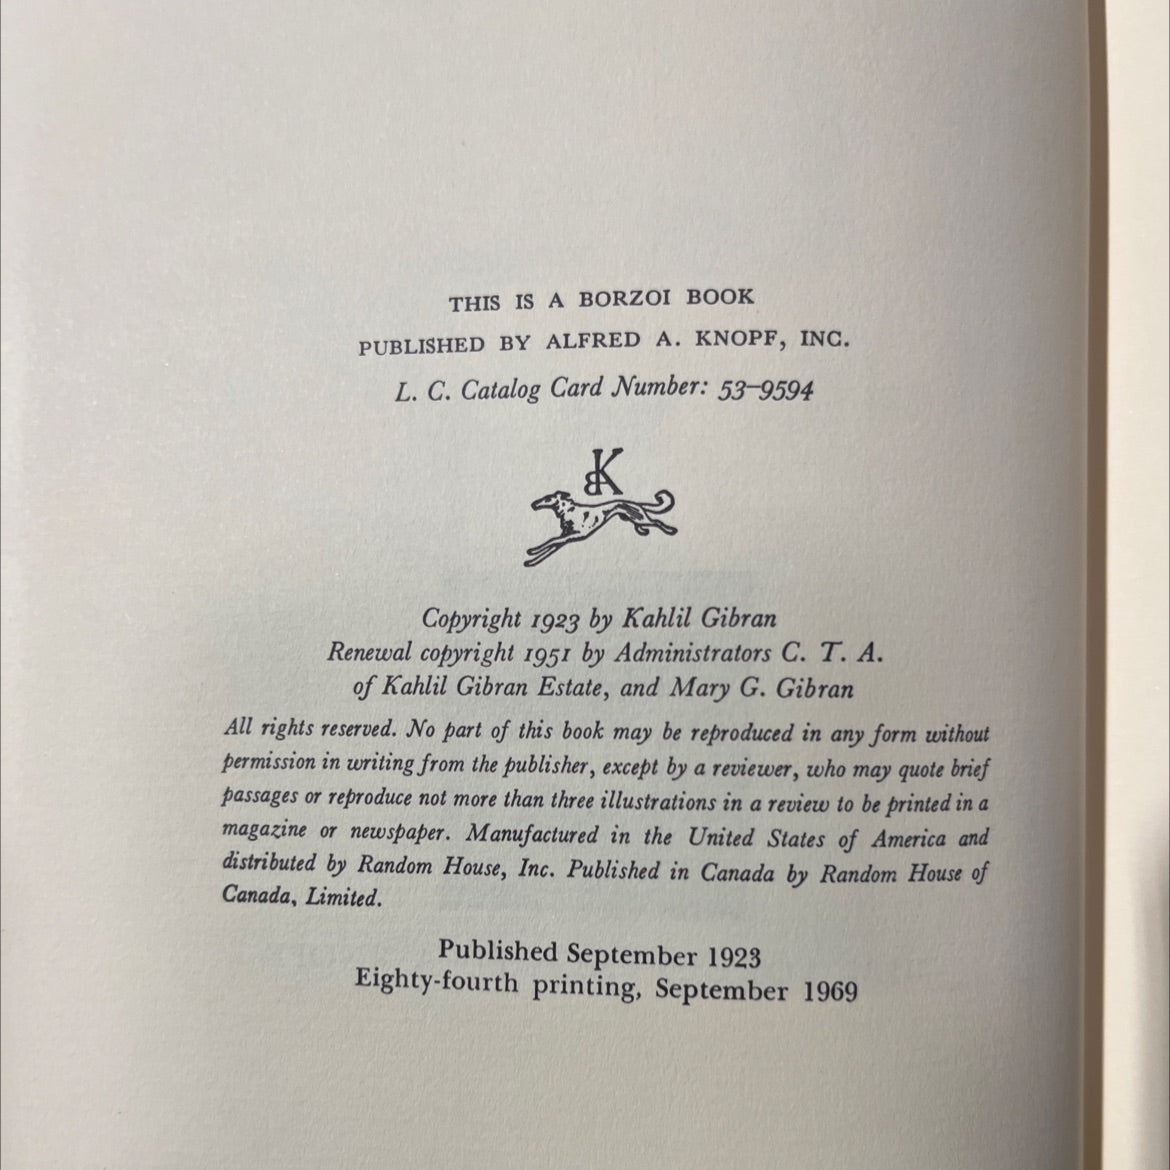 THIS IS A BORZOI BOOK
PUBLISHED BY ALFRED A. KNOPF, INC.
L. C. Catalog Card Number: 53–9594
BK
Copyright 1923 by Kahlil Gibran
Renewal copyright 1951 by Administrators C. T. A.
of Kahlil Gibran Estate, and Mary G. Gibran
All rights reserved. No part of this book may be reproduced in any form without
permission in writing from the publisher, except by a reviewer, who may quote brief
passages or reproduce not more than three illustrations in a review to be printed in a
magazine or newspaper. Manufactured in the United States of America and
distributed by Random House, Inc. Published in Canada by Random House of
Canada, Limited.
Published September 1923
Eighty-fourth printing, September 1969